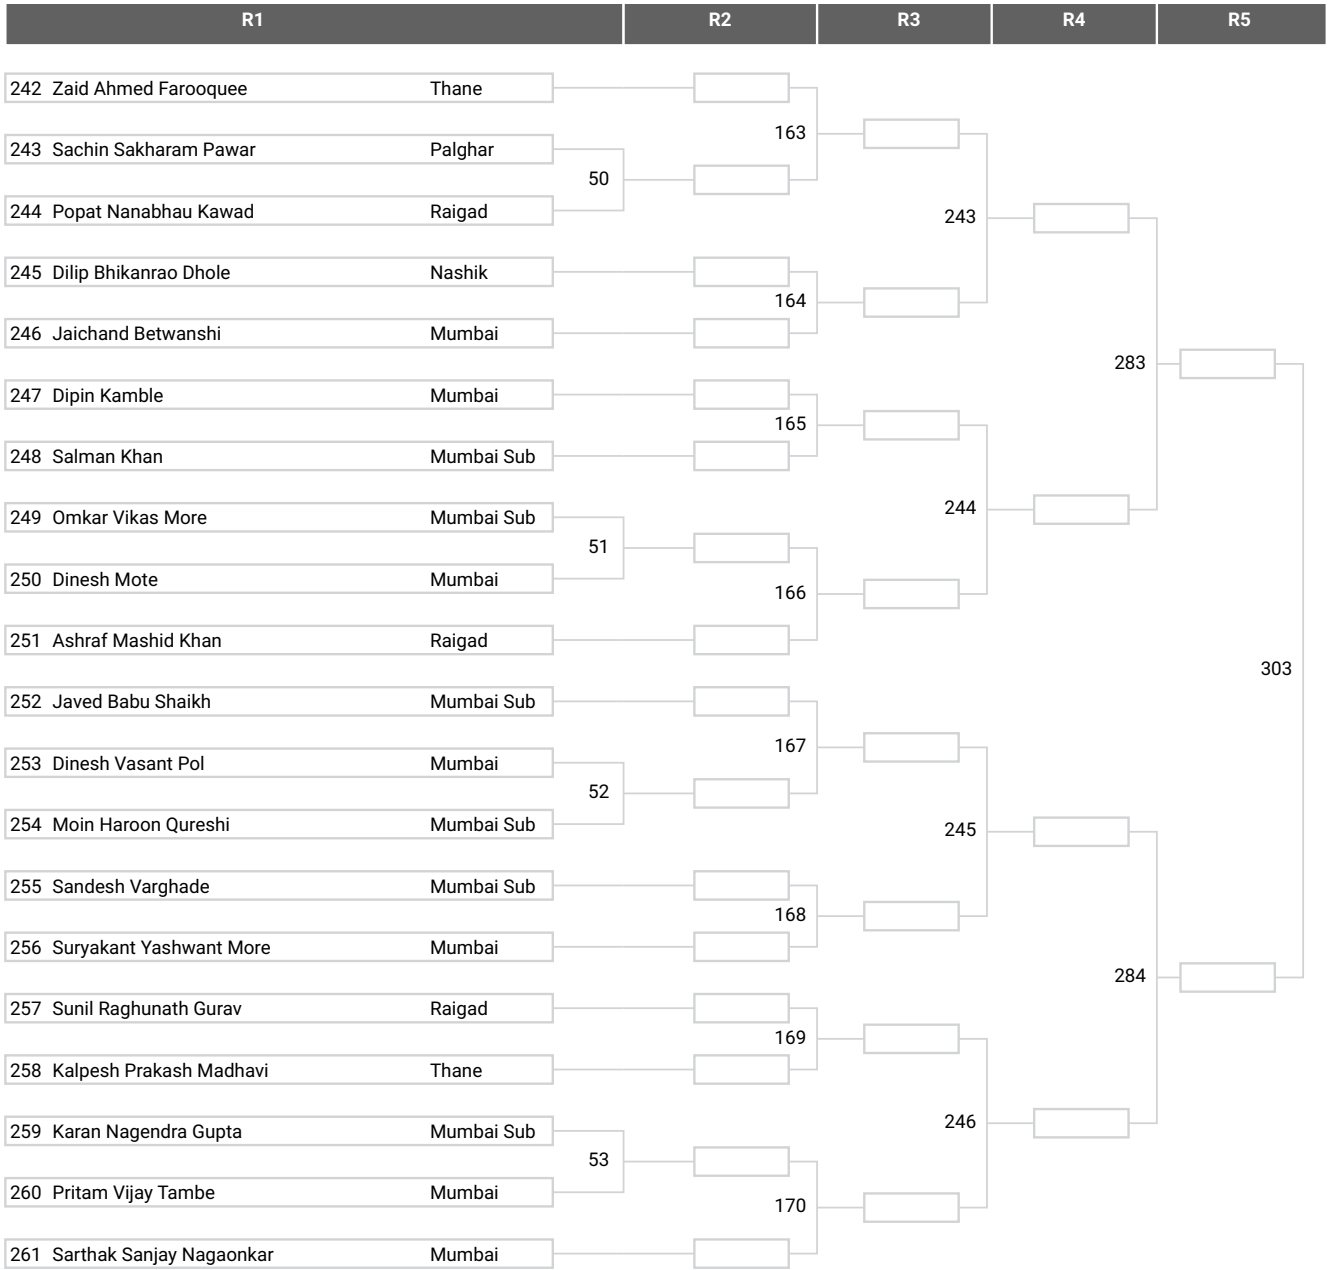 R1 R2 R3 R4 R5
242 Zaid Ahmed Farooquee Thane
163
243 Sachin Sakharam Pawar Palghar
50
244 Popat Nanabhau Kawad Raigad
243
245 Dilip Bhikanrao Dhole Nashik
164
246 Jaichand Betwanshi Mumbai
283
247 Dipin Kamble Mumbai
165
248 Salman Khan Mumbai Sub
244
249 Omkar Vikas More Mumbai Sub
51
250 Dinesh Mote Mumbai
166
251 Ashraf Mashid Khan Raigad
303
252 Javed Babu Shaikh Mumbai Sub
167
253 Dinesh Vasant Pol Mumbai
52
254 Moin Haroon Qureshi Mumbai Sub
245
255 Sandesh Varghade Mumbai Sub
168
256 Suryakant Yashwant More Mumbai
284
257 Sunil Raghunath Gurav Raigad
169
258 Kalpesh Prakash Madhavi Thane
246
259 Karan Nagendra Gupta Mumbai Sub
53
260 Pritam Vijay Tambe Mumbai
170
261 Sarthak Sanjay Nagaonkar Mumbai